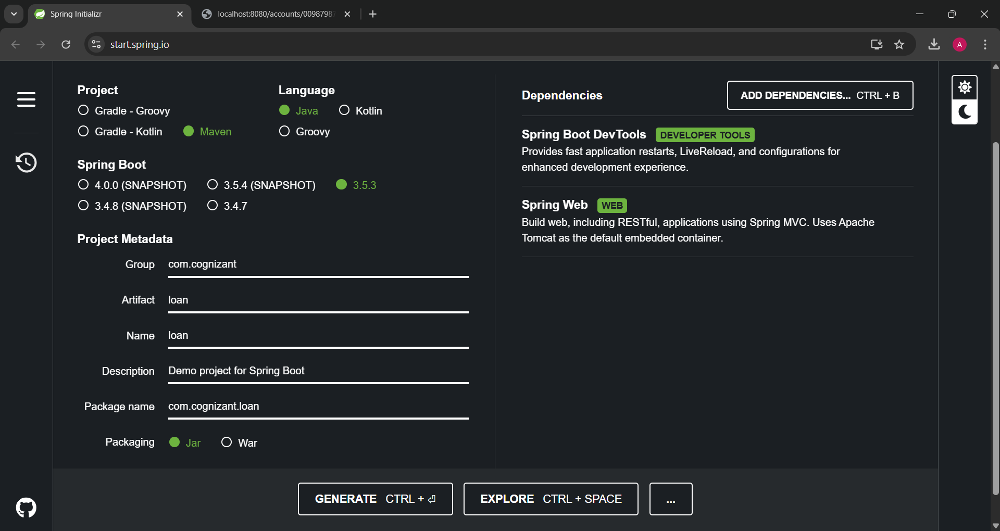 Spring Initializr
localhost:8080/accounts/0098798
start.spring.io
A
Project
Gradle - Groovy
Gradle - Kotlin
Maven
Language
Java
Kotlin
Groovy
Spring Boot
4.0.0 (SNAPSHOT)
3.5.4 (SNAPSHOT)
3.5.3
3.4.8 (SNAPSHOT)
3.4.7
Project Metadata
Group com.cognizant
Artifact loan
Name loan
Description Demo project for Spring Boot
Package name com.cognizant.loan
Packaging Jar War
Dependencies
ADD DEPENDENCIES... CTRL + B
Spring Boot DevTools DEVELOPER TOOLS
Provides fast application restarts, LiveReload, and configurations for
enhanced development experience.
Spring Web WEB
Build web, including RESTful, applications using Spring MVC. Uses Apache
Tomcat as the default embedded container.
GENERATE CTRL + ⏎
EXPLORE CTRL + SPACE
...